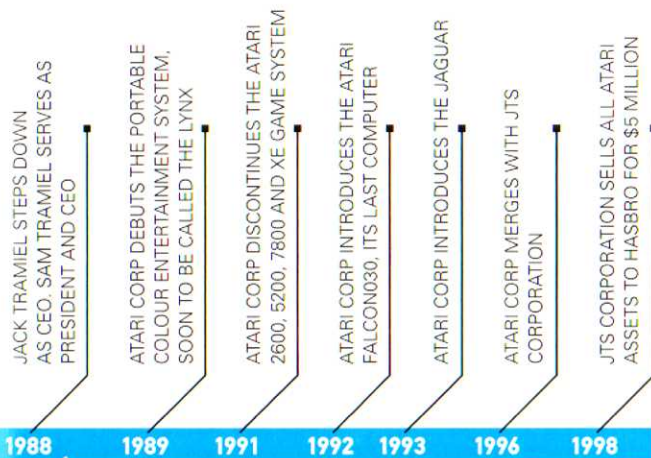 JACK TRAMIEL STEPS DOWN
AS CEO. SAM TRAMIEL SERVES AS
PRESIDENT AND CEO
1988
ATARI CORP DEBUTS THE PORTABLE
COLOUR ENTERTAINMENT SYSTEM,
SOON TO BE CALLED THE LYNX
1989
ATARI CORP DISCONTINUES THE ATARI
2600, 5200, 7800 AND XE GAME SYSTEM
1991
ATARI CORP INTRODUCES THE ATARI
FALCON030, ITS LAST COMPUTER
1992
ATARI CORP INTRODUCES THE JAGUAR
1993
ATARI CORP MERGES WITH JTS
CORPORATION
1996
JTS CORPORATION SELLS ALL ATARI
ASSETS TO HASBRO FOR $5 MILLION
1998